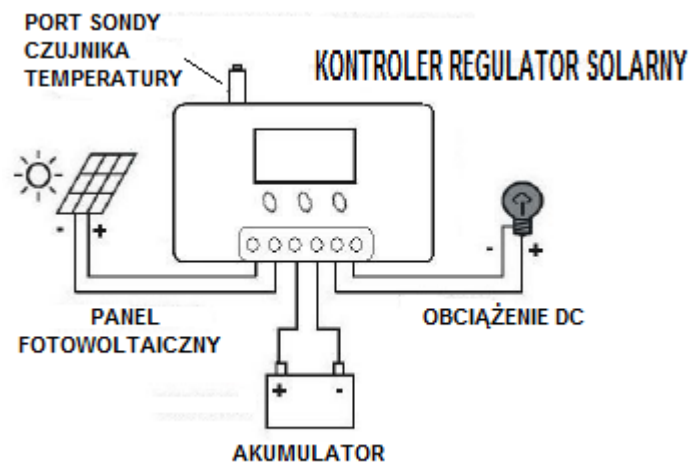 PORT SONDY
CZUJNIKA
TEMPERATURY
KONTROLER REGULATOR SOLARNY
- +
- +
PANEL
FOTOWOLTAICZNY
OBCIĄŻENIE DC
+ -
AKUMULATOR